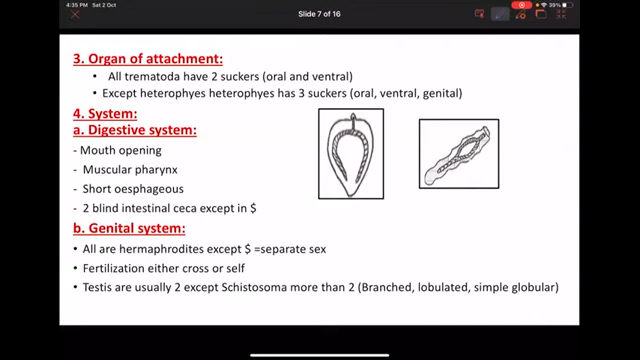 4:35 PM Sat 2 Oct
Slide 7 of 16
39%
3. Organ of attachment:
• All trematoda have 2 suckers (oral and ventral)
• Except heterophyes heterophyes has 3 suckers (oral, ventral, genital)
4. System:
a. Digestive system:
- Mouth opening
- Muscular pharynx
- Short oesphageous
- 2 blind intestinal ceca except in $
b. Genital system:
• All are hermaphrodites except $ =separate sex
• Fertilization either cross or self
• Testis are usually 2 except Schistosoma more than 2 (Branched, lobulated, simple globular)